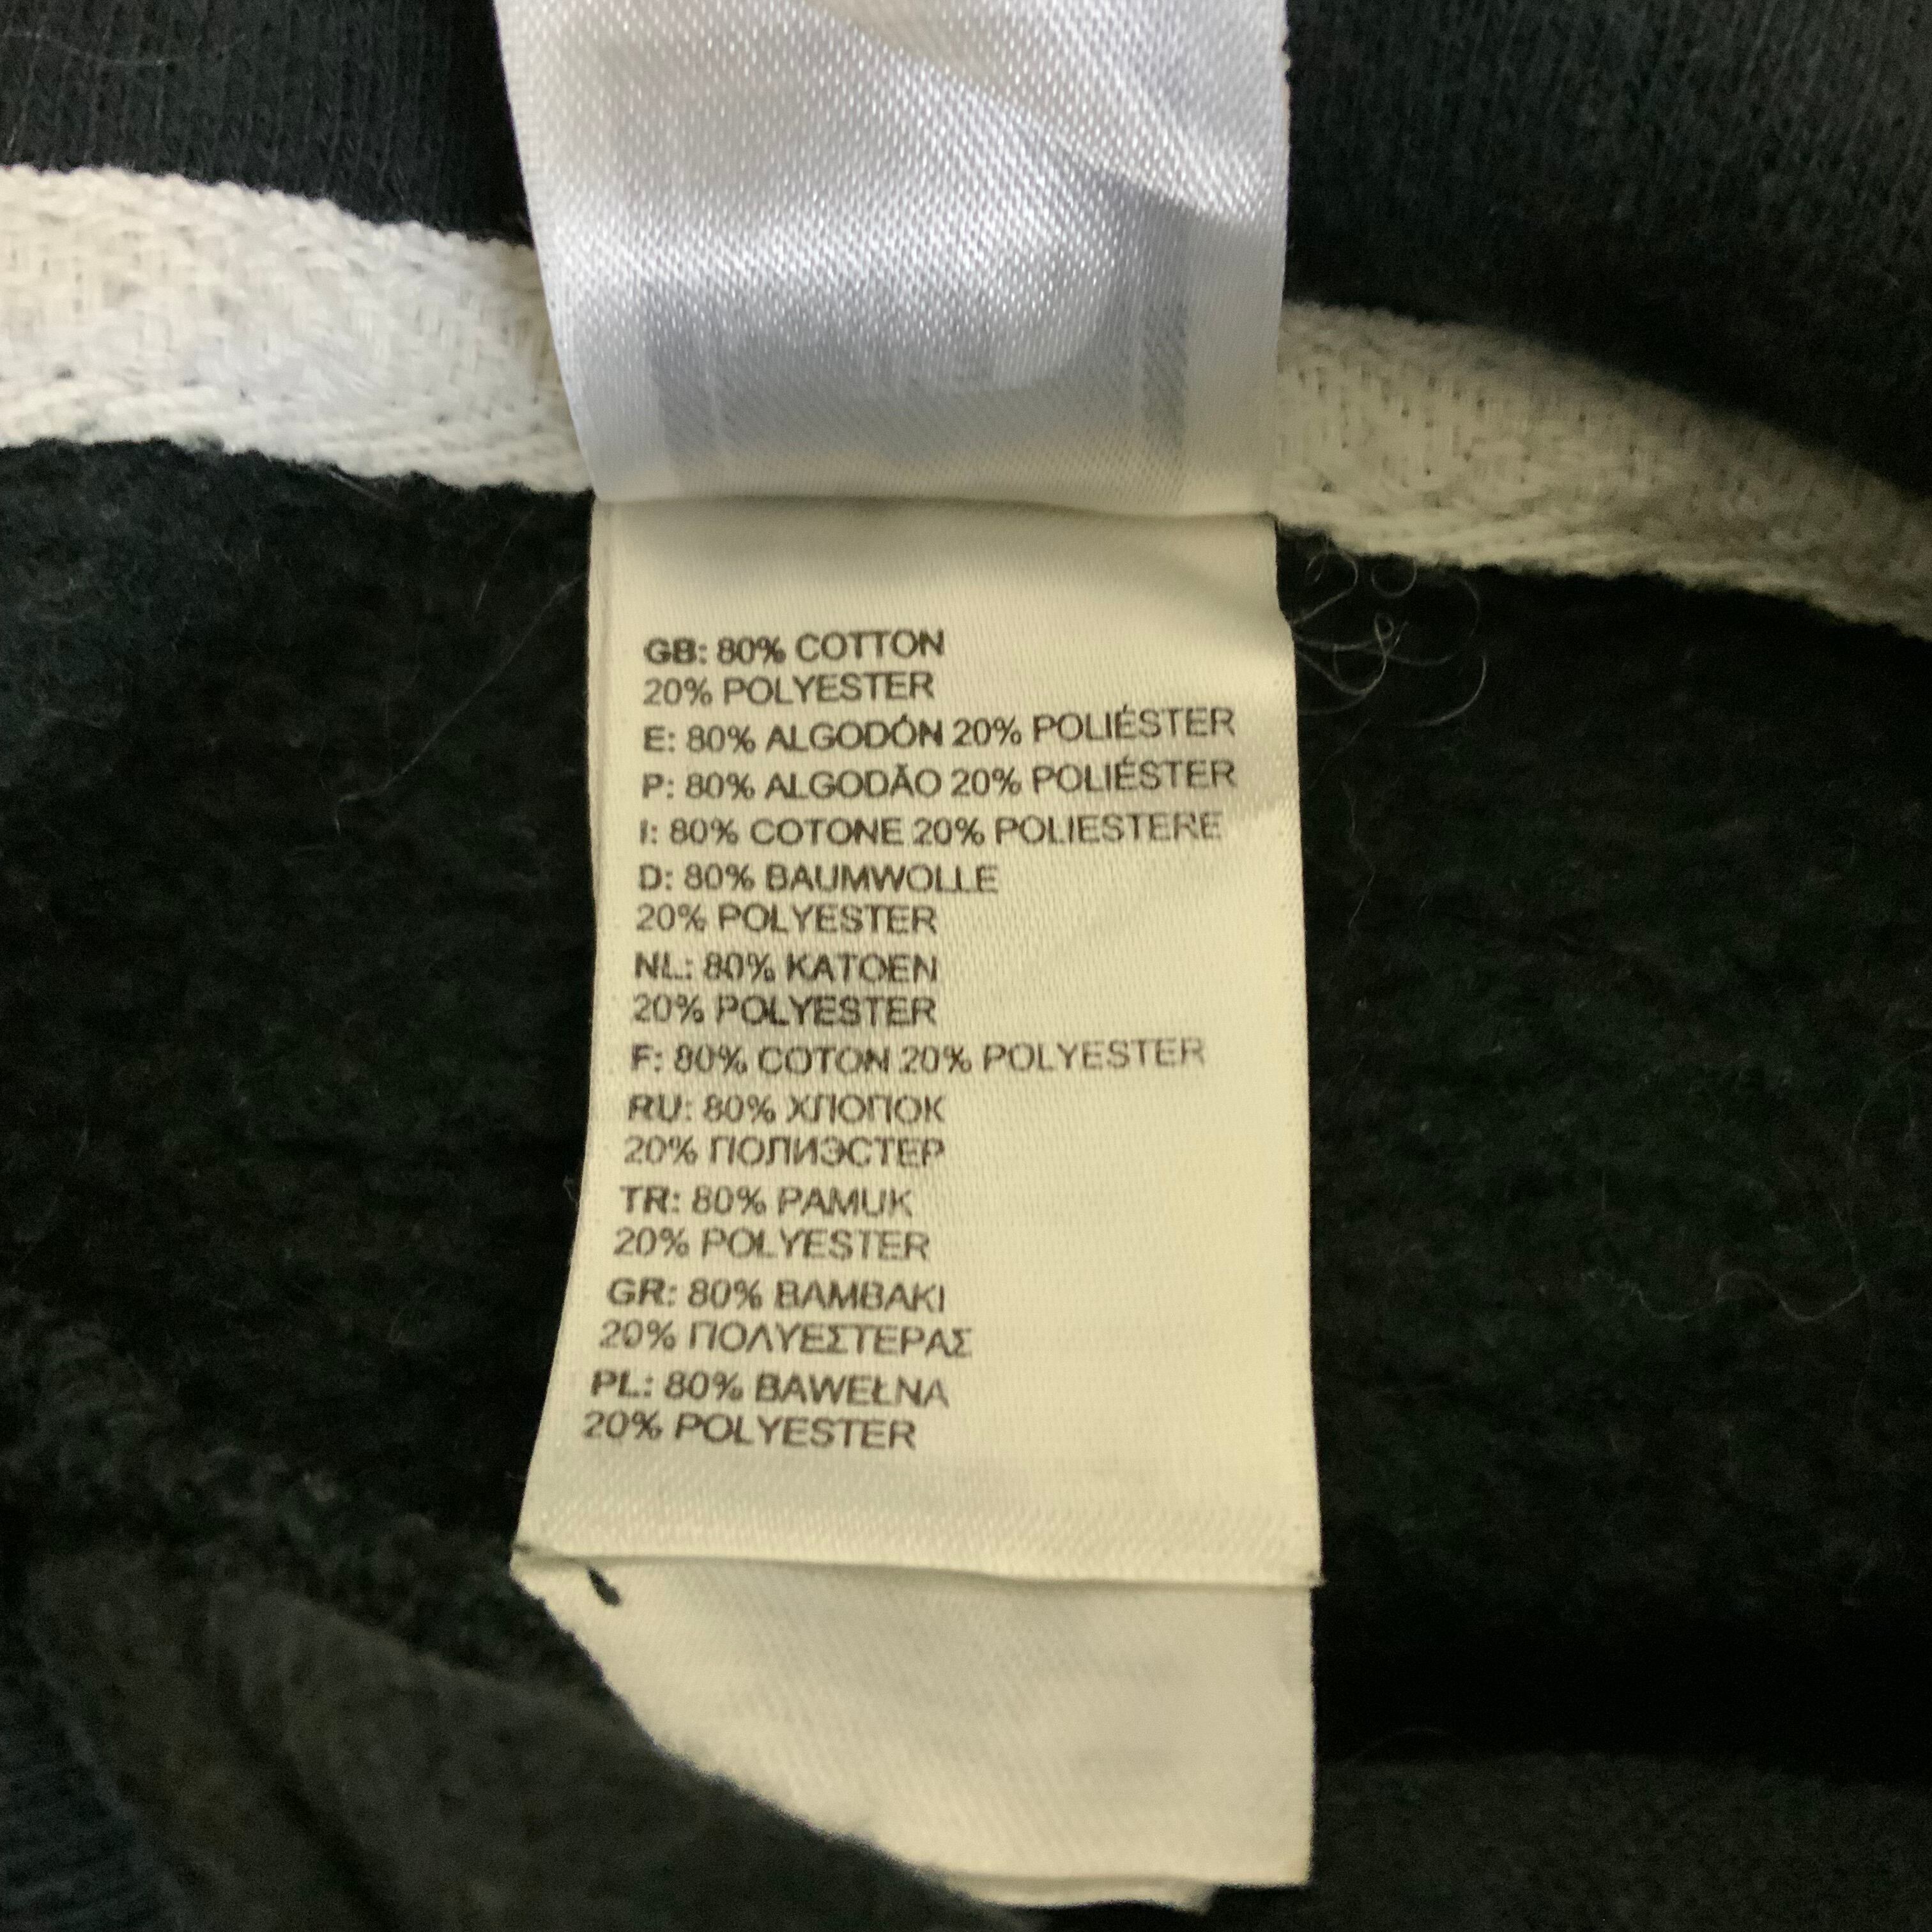 GB: 80% COTTON
20% POLYESTER
E: 80% ALGODÓN 20% POLIÉSTER
P: 80% ALGODÃO 20% POLIÉSTER
I: 80% COTONE 20% POLIESTERE
D: 80% BAUMWOLLE
20% POLYESTER
NL: 80% KATOEN
20% POLYESTER
F: 80% COTON 20% POLYESTER
RU: 80% ХЛОПОК
20% ПОЛИЭСТЕР
TR: 80% PAMUK
20% POLYESTER
GR: 80% ΒΑΜΒΑΚΙ
20% ΠΟΛΥΕΣΤΕΡΑΣ
PL: 80% BAWEŁNA
20% POLYESTER